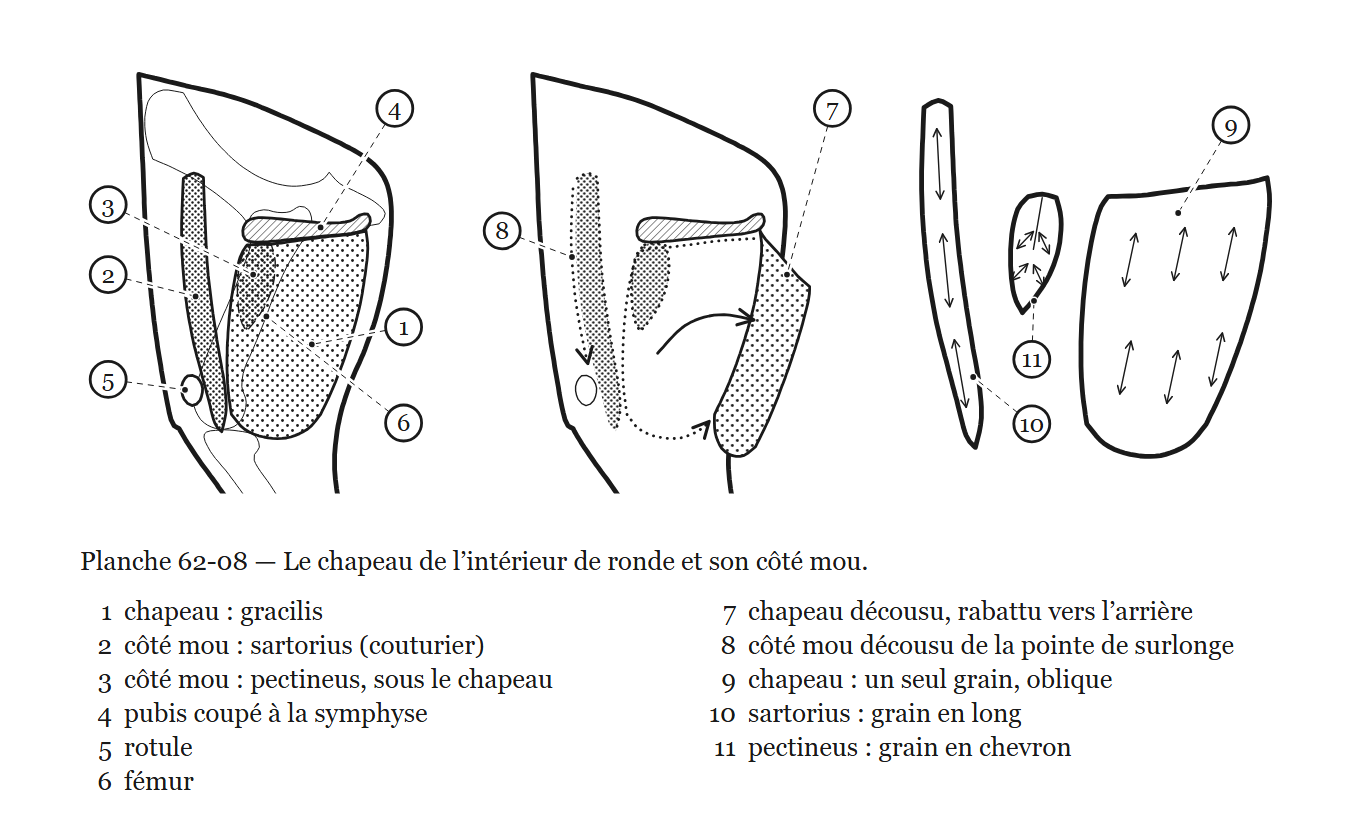 4
7
9
3
8
2
1
11
5
6
10
Planche 62-08 — Le chapeau de l’intérieur de ronde et son côté mou.
1 chapeau : gracilis
2 côté mou : sartorius (couturier)
3 côté mou : pectineus, sous le chapeau
4 pubis coupé à la symphyse
5 rotule
6 fémur
7 chapeau décousu, rabattu vers l’arrière
8 côté mou décousu de la pointe de surlonge
9 chapeau : un seul grain, oblique
10 sartorius : grain en long
11 pectineus : grain en chevron